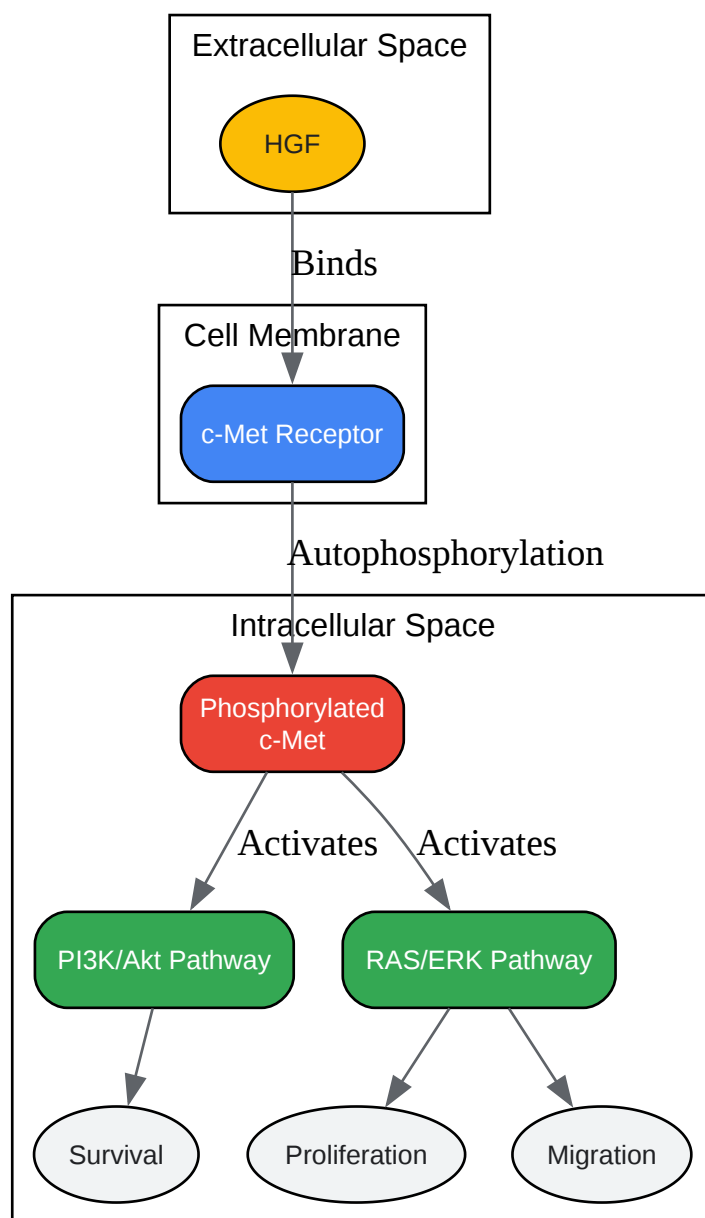 Extracellular Space
HGF
Binds
Cell Membrane
c-Met Receptor
Autophosphorylation
Intracellular Space
Phosphorylated
c-Met
Activates
Activates
PI3K/Akt Pathway
RAS/ERK Pathway
Survival
Proliferation
Migration